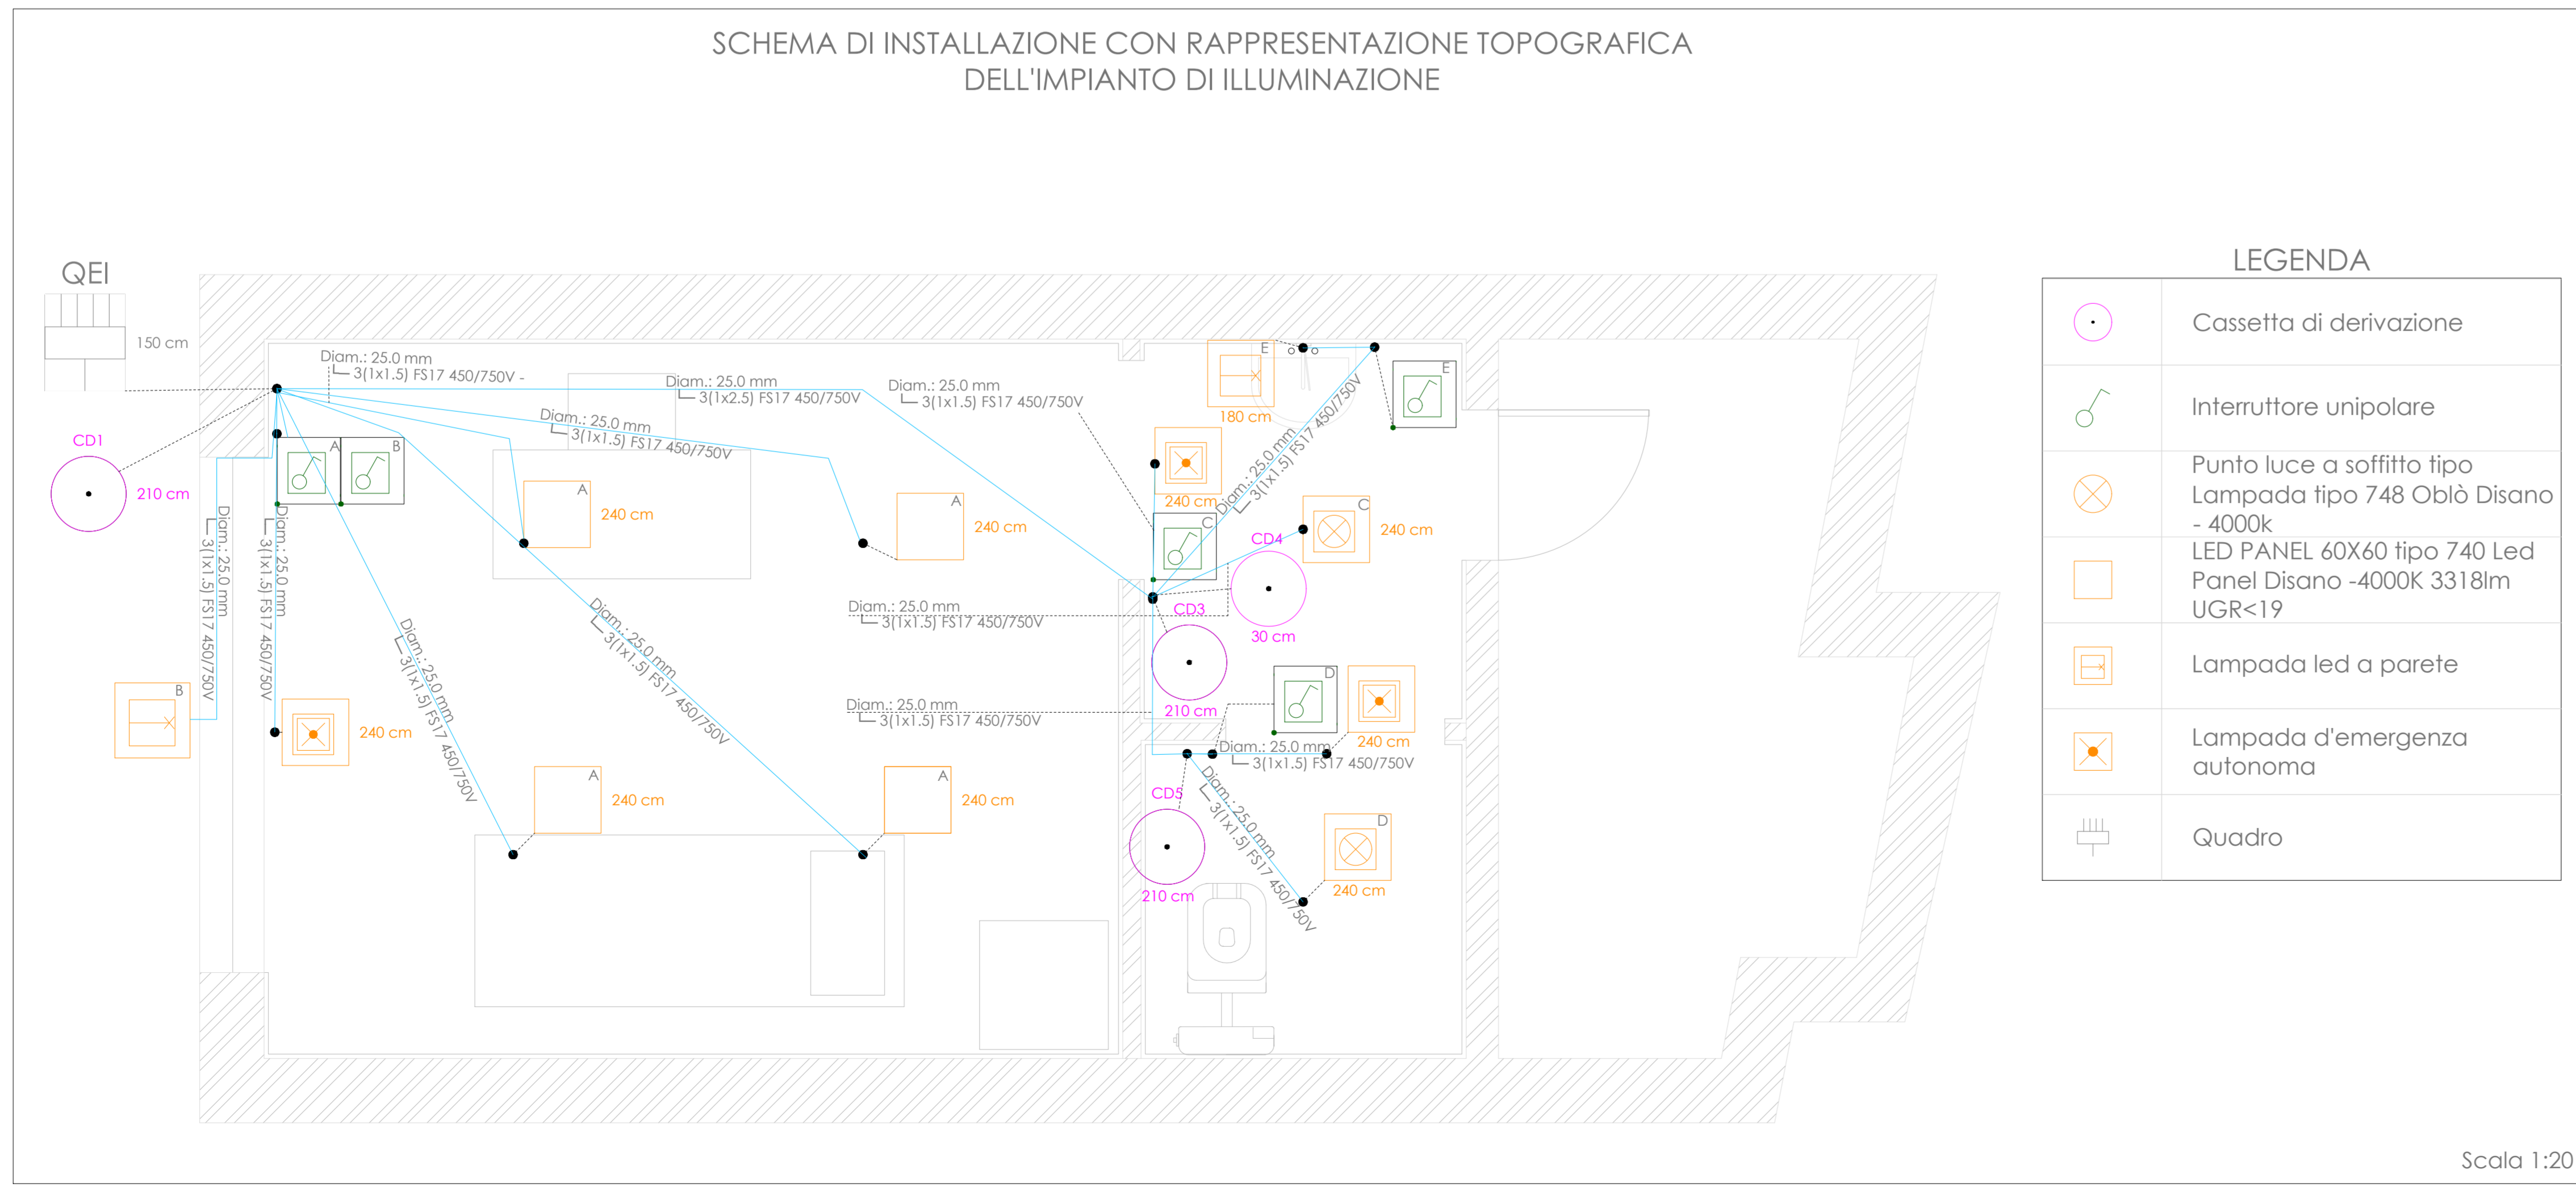 SCHEMA DI INSTALLAZIONE CON RAPPRESENTAZIONE TOPOGRAFICA
DELL'IMPIANTO DI ILLUMINAZIONE
QEI
150 cm
CD1
210 cm
Diam.: 25.0 mm
3(1x1.5) FS17 450/750V -
Diam.: 25.0 mm
3(1x2.5) FS17 450/750V
Diam.: 25.0 mm
3(1x1.5) FS17 450/750V
Diam.: 25.0 mm
3(1x1.5) FS17 450/750V
A
B
A
240 cm
A
240 cm
Diam.: 25.0 mm
3(1x1.5) FS17 450/750V
Diam.: 25.0 mm
3(1x1.5) FS17 450/750V
Diam.: 25.0 mm
3(1x1.5) FS17 450/750V
Diam.: 25.0 mm
3(1x1.5) FS17 450/750V
B
240 cm
A
240 cm
A
240 cm
E
180 cm
E
240 cm
Diam.: 25.0 mm
3(1x1.5) FS17 450/750V
C
C
240 cm
CD4
30 cm
Diam.: 25.0 mm
3(1x1.5) FS17 450/750V
CD3
210 cm
Diam.: 25.0 mm
3(1x1.5) FS17 450/750V
D
240 cm
Diam.: 25.0 mm
3(1x1.5) FS17 450/750V
CD5
210 cm
Diam.: 25.0 mm
3(1x1.5) FS17 450/750V
D
240 cm
LEGENDA
Cassetta di derivazione
Interruttore unipolare
Punto luce a soffitto tipo
Lampada tipo 748 Oblò Disano
- 4000k
LED PANEL 60X60 tipo 740 Led
Panel Disano -4000K 3318lm
UGR<19
Lampada led a parete
Lampada d'emergenza
autonoma
Quadro
Scala 1:20